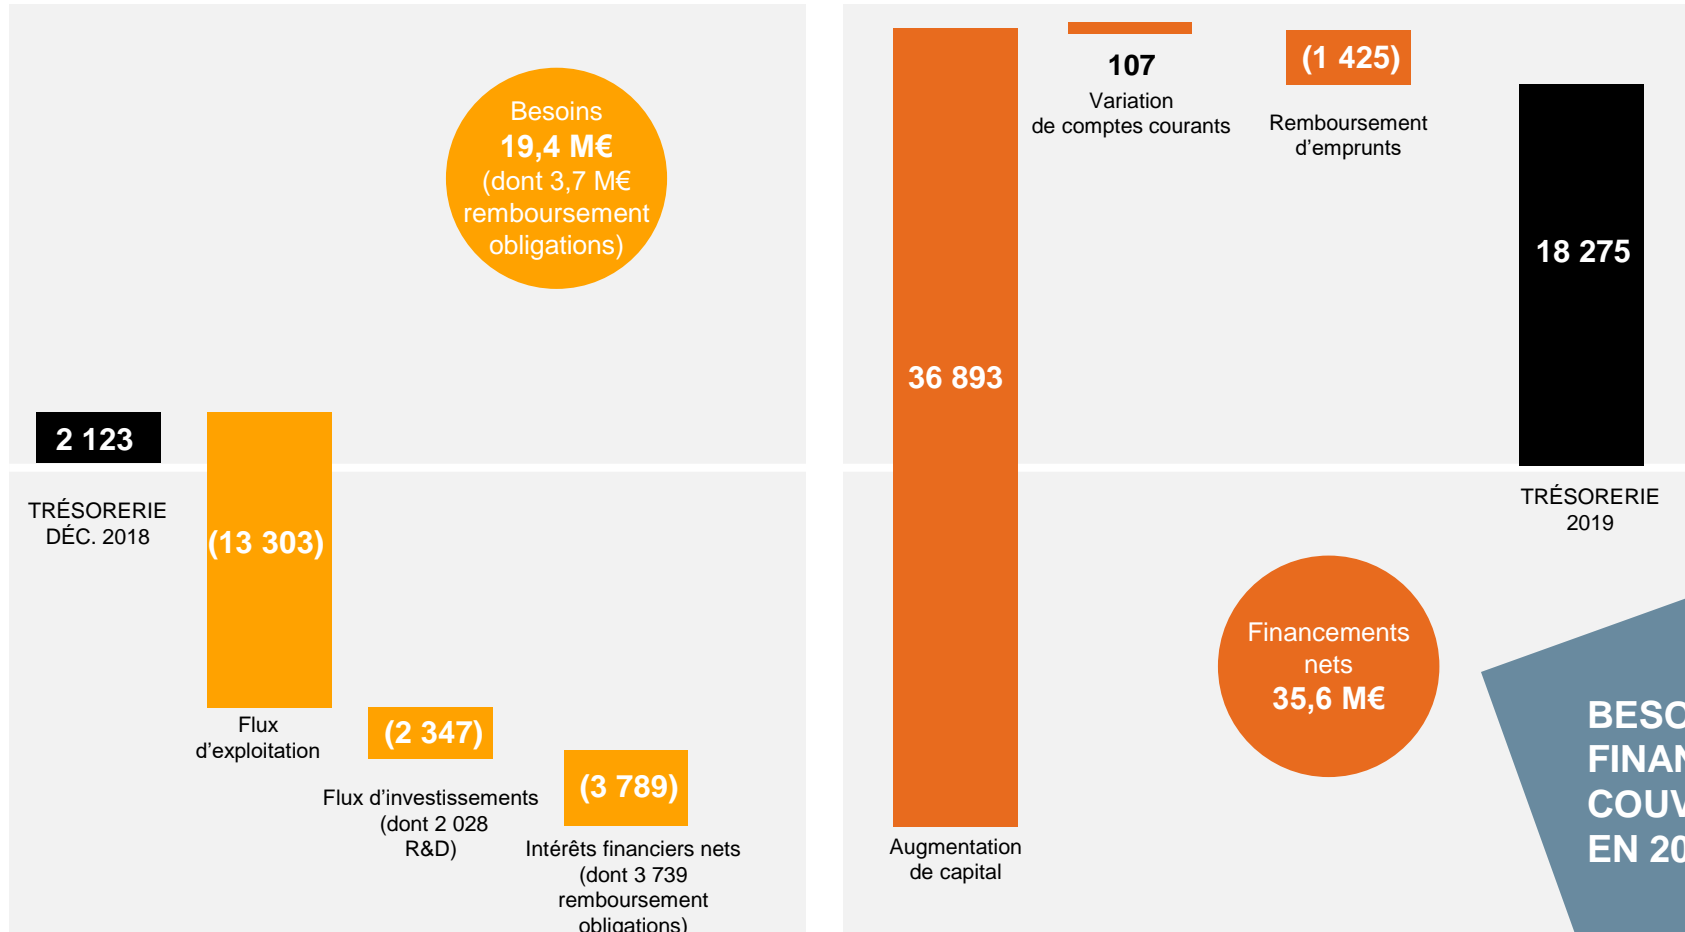 Besoins
19,4 M€
(dont 3,7 M€
remboursement
obligations)
2 123
TRÉSORERIE
DÉC. 2018
(13 303)
Flux
d’exploitation
(2 347)
Flux d’investissements
(dont 2 028
R&D)
(3 789)
Intérêts financiers nets
(dont 3 739
remboursement
obligations)
36 893
Augmentation
de capital
107
Variation
de comptes courants
(1 425)
Remboursement
d’emprunts
18 275
TRÉSORERIE
2019
Financements
nets
35,6 M€
EN